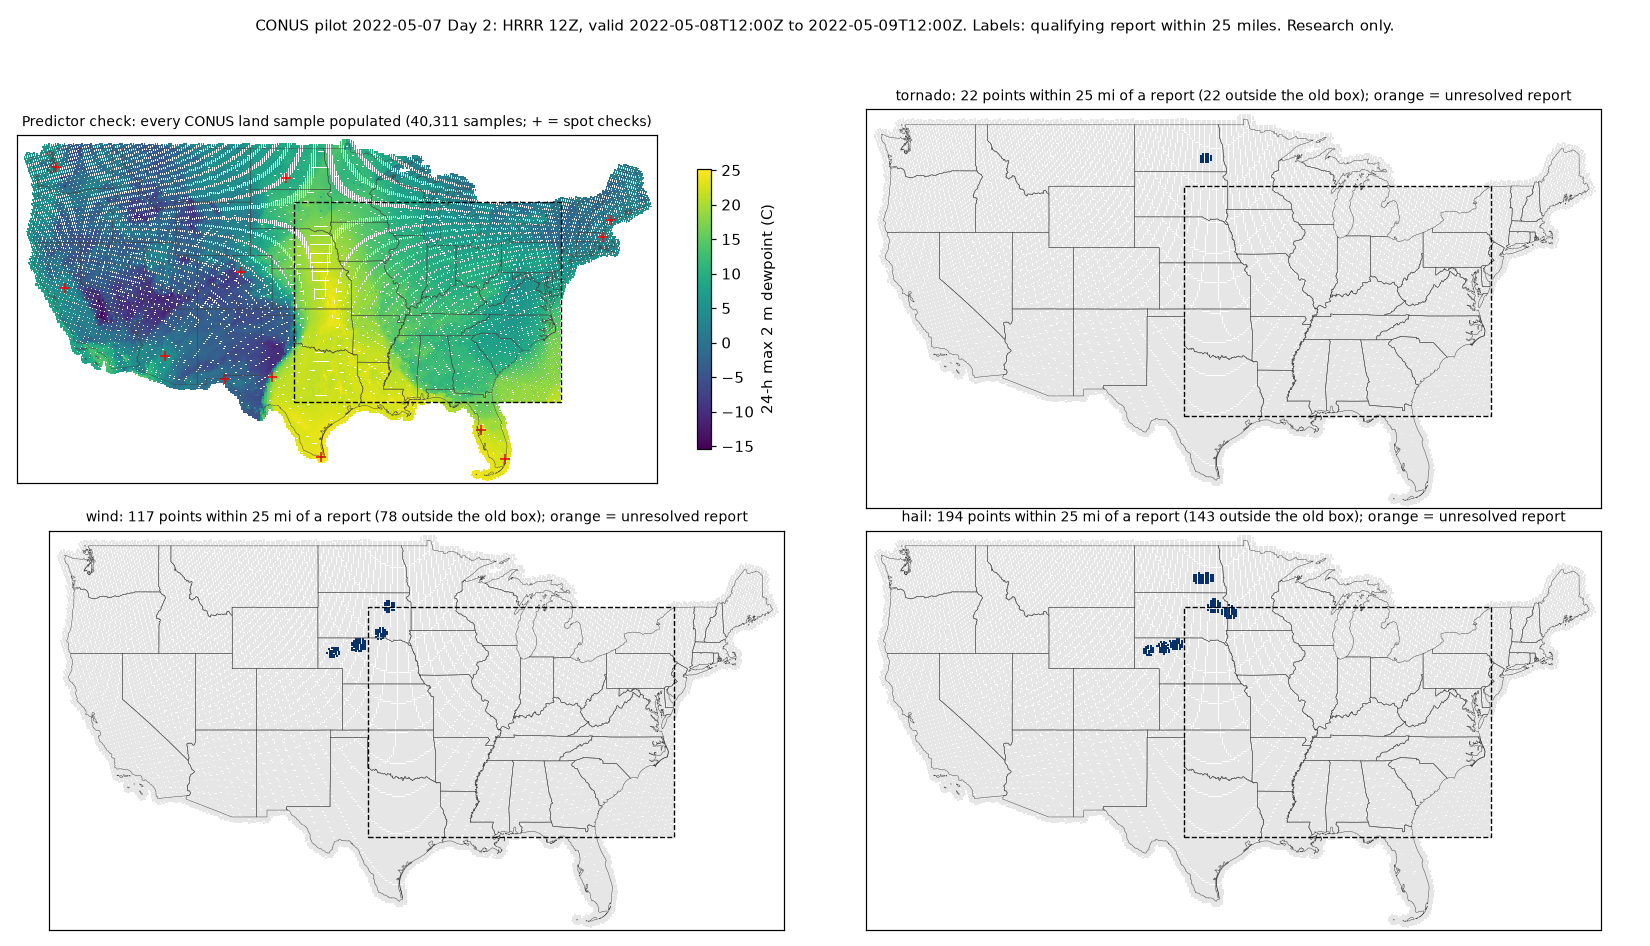 CONUS pilot 2022-05-07 Day 2: HRRR 12Z, valid 2022-05-08T12:00Z to 2022-05-09T12:00Z. Labels: qualifying report within 25 miles. Research only.
Predictor check: every CONUS land sample populated (40,311 samples; + = spot checks)
25
20
15
10
5
0
−5
−10
−15
24-h max 2 m dewpoint (C)
tornado: 22 points within 25 mi of a report (22 outside the old box); orange = unresolved report
wind: 117 points within 25 mi of a report (78 outside the old box); orange = unresolved report
hail: 194 points within 25 mi of a report (143 outside the old box); orange = unresolved report